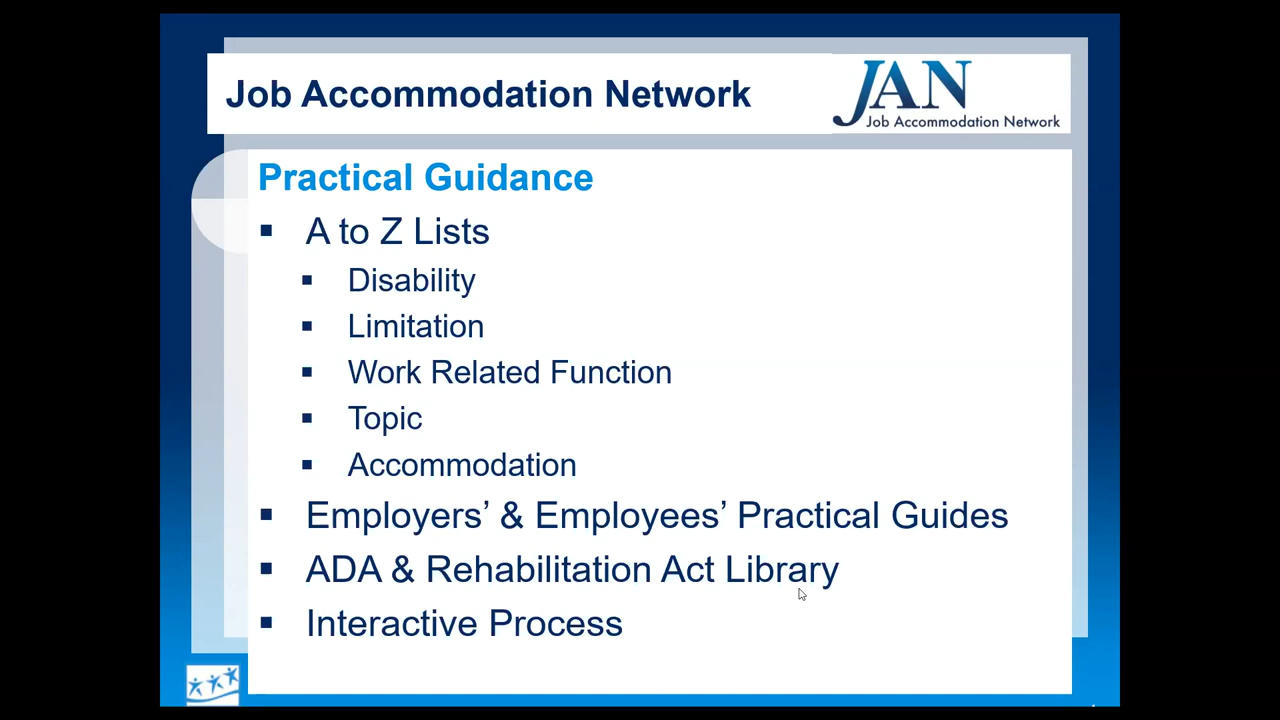 Job Accommodation Network
JAN
Job Accommodation Network
Practical Guidance
A to Z Lists
Disability
Limitation
Work Related Function
Topic
Accommodation
Employers’ & Employees’ Practical Guides
ADA & Rehabilitation Act Library
Interactive Process